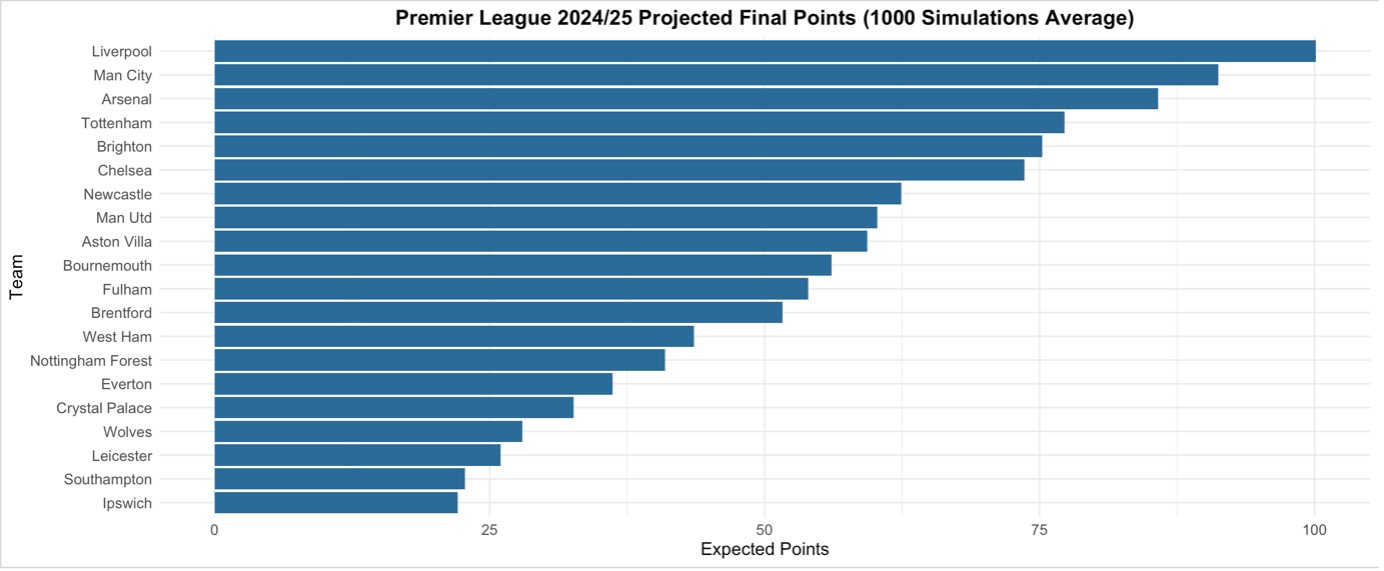 Premier League 2024/25 Projected Final Points (1000 Simulations Average)
Team
Liverpool
Man City
Arsenal
Tottenham
Brighton
Chelsea
Newcastle
Man Utd
Aston Villa
Bournemouth
Fulham
Brentford
West Ham
Nottingham Forest
Everton
Crystal Palace
Wolves
Leicester
Southampton
Ipswich
0 25 50 75 100
Expected Points